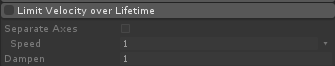 Limit Velocity over Lifetime
Separate Axes
Speed 1
Dampen 1